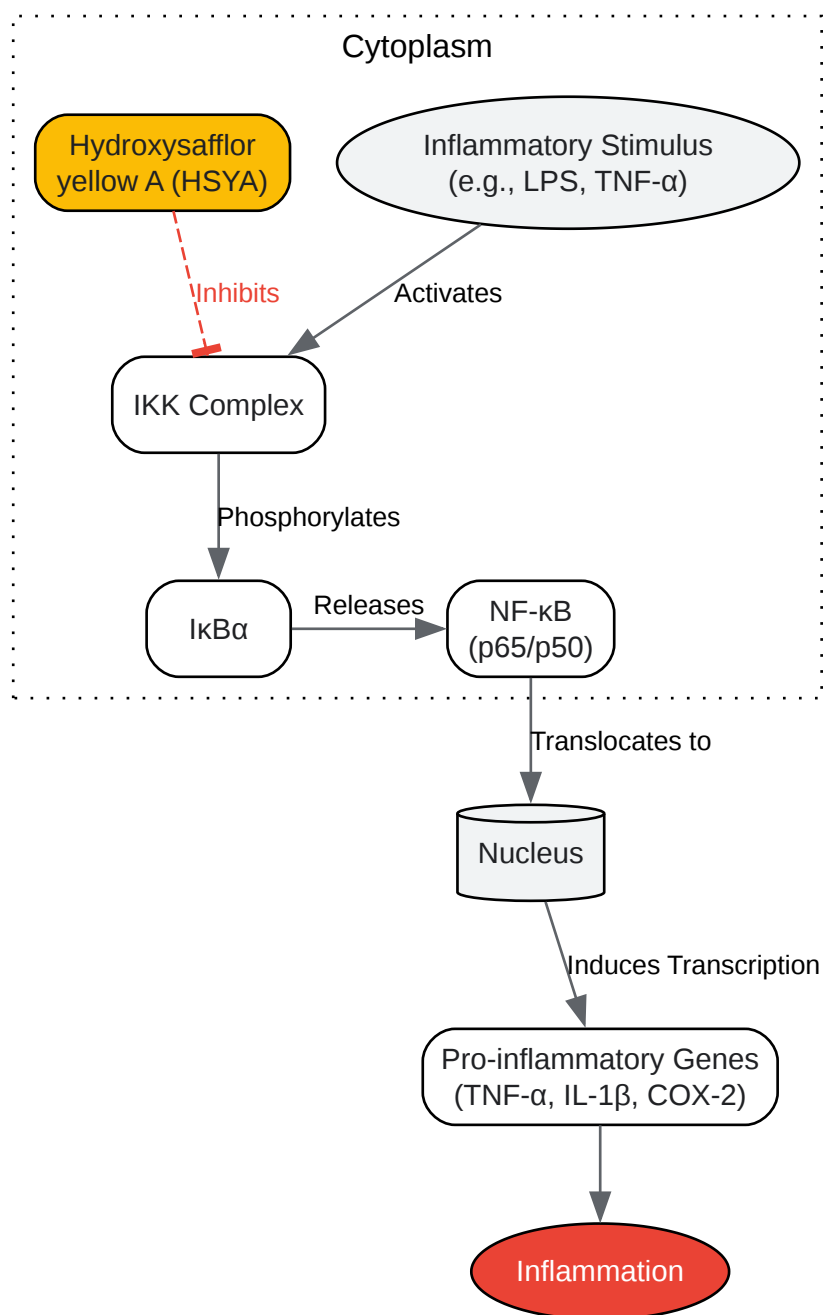 Cytoplasm
Hydroxysafflor
yellow A (HSYA)
Inflammatory Stimulus
(e.g., LPS, TNF-α)
Inhibits
Activates
IKK Complex
Phosphorylates
IκBα
Releases
NF-κB
(p65/p50)
Translocates to
Nucleus
Induces Transcription
Pro-inflammatory Genes
(TNF-α, IL-1β, COX-2)
Inflammation